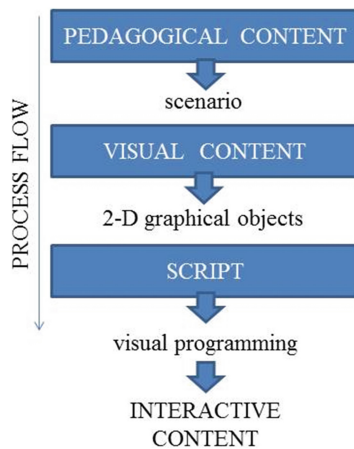 PEDAGOGICAL CONTENT
scenario
VISUAL CONTENT
2-D graphical objects
SCRIPT
visual programming
INTERACTIVE
CONTENT
PROCESS FLOW